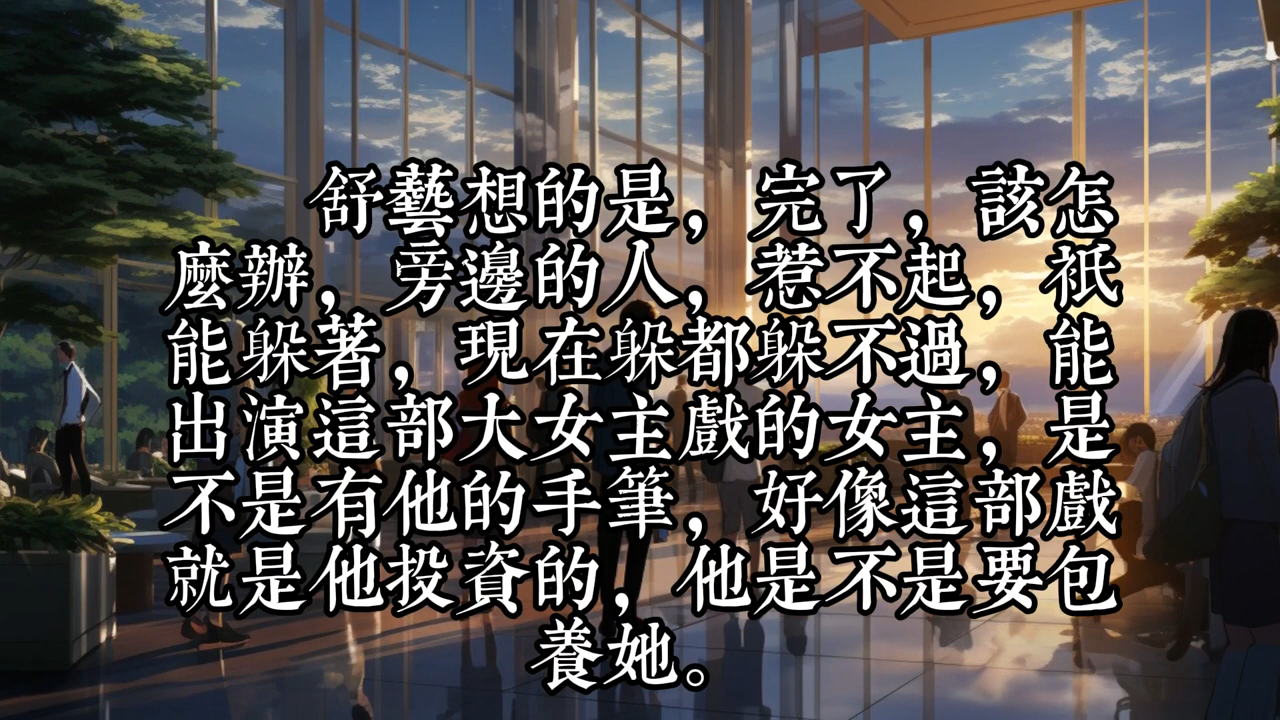 舒藝想的是，完了，該怎
麼辦，旁邊的人，惹不起，祇
能躲著，現在躲都躲不過，能
出演這部大女主戲的女主，是
不是有他的手筆，好像這部戲
就是他投資的，他是不是要包
養她。